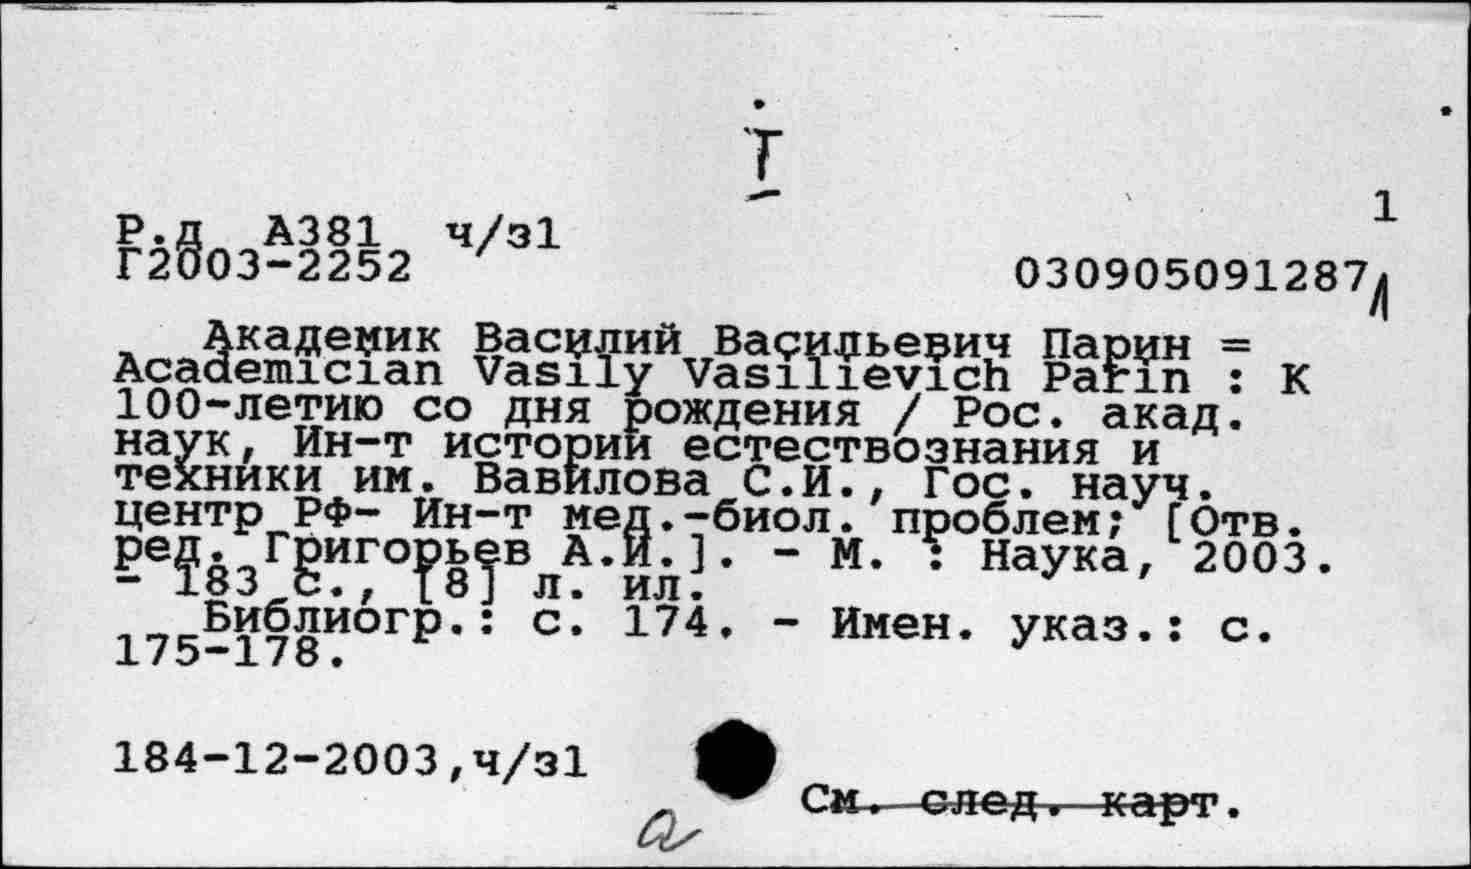 Т
1
Р.д А381 ч/з1
Г2003-2252
030905091287
Академик Василий Васильевич Парин =
Academician Vasily Vasilievich Parin : К
100-летию со дня рождения / Рос. акад.
наук, Ин-т истории естествознания и
техники им. Вавилова С.И., Гос. науч.
центр РФ- Ин-т мед.-биол. проблем; [Отв.
ред. Григорьев А.И.]. - М. : Наука, 2003.
- 183 с., [8] л. ил.
Библиогр.: с. 174. - Имен. указ.: с.
175-178.
184-12-2003,ч/з1
См. след. карт.